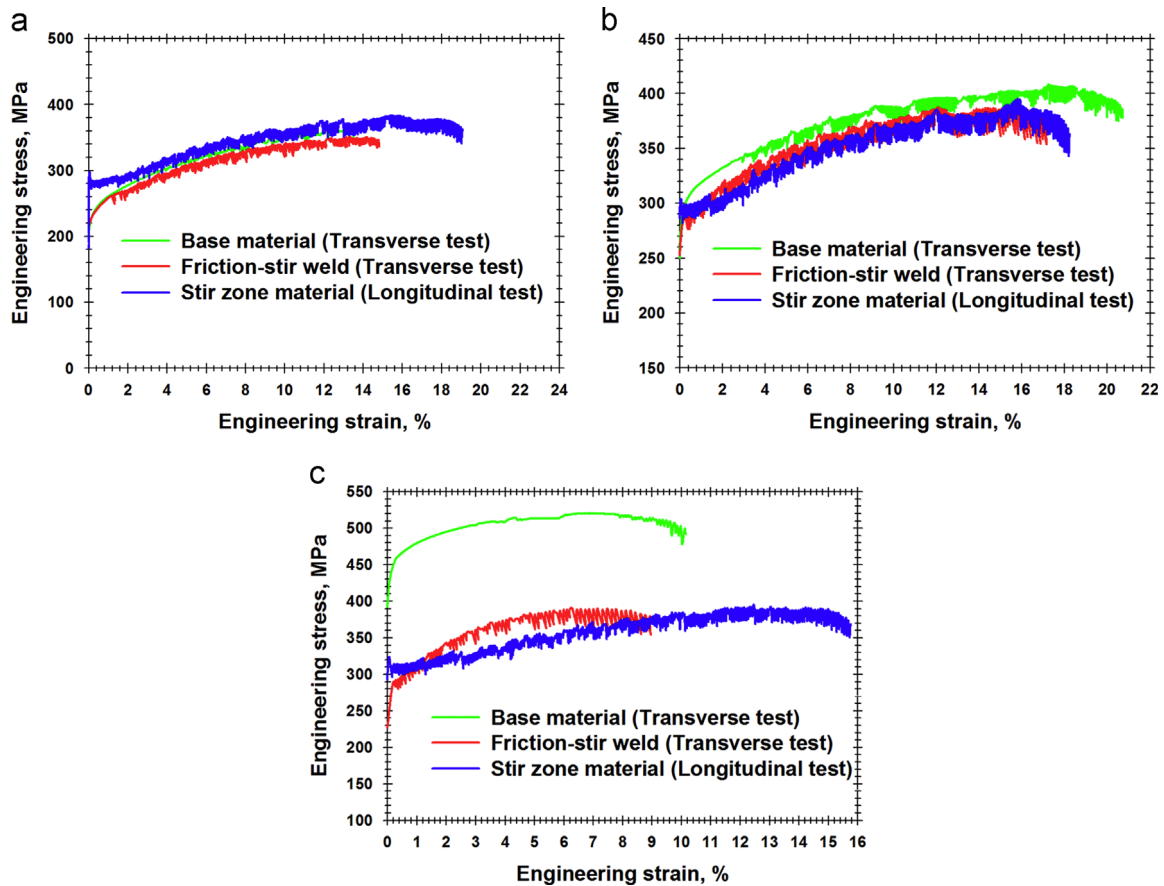 a
Engineering stress, MPa
500
400
300
200
100
0
Base material (Transverse test)
Friction-stir weld (Transverse test)
Stir zone material (Longitudinal test)
0 2 4 6 8 10 12 14 16 18 20 22 24
Engineering strain, %
b
Engineering stress, MPa
450
400
350
300
250
200
150
Base material (Transverse test)
Friction-stir weld (Transverse test)
Stir zone material (Longitudinal test)
0 2 4 6 8 10 12 14 16 18 20 22
Engineering strain, %
c
Engineering stress, MPa
550
500
450
400
350
300
250
200
150
100
Base material (Transverse test)
Friction-stir weld (Transverse test)
Stir zone material (Longitudinal test)
0 1 2 3 4 5 6 7 8 9 10 11 12 13 14 15 16
Engineering strain, %